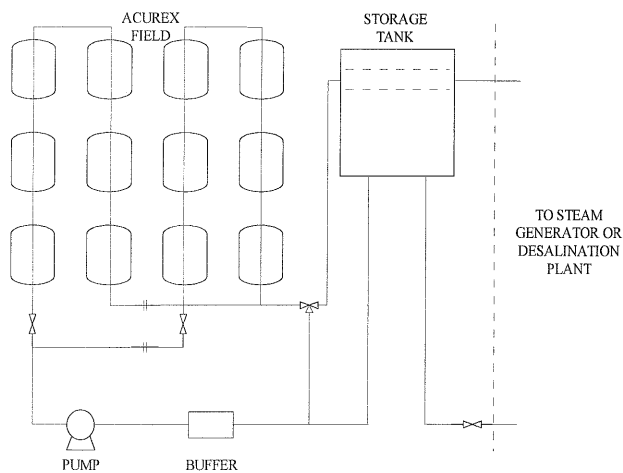 ACUREX
FIELD
STORAGE
TANK
TO STEAM
GENERATOR OR
DESALINATION
PLANT
PUMP
BUFFER